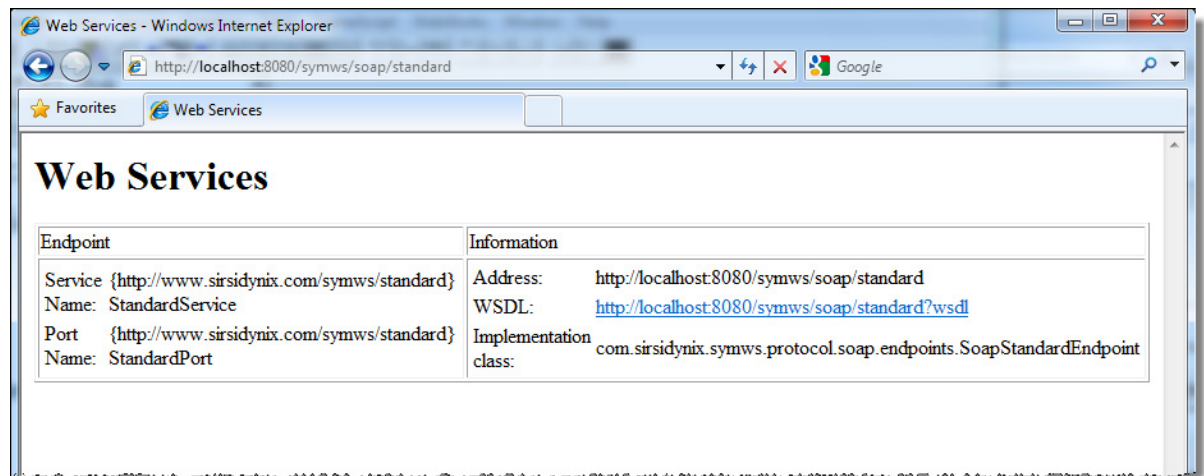 Web Services - Windows Internet Explorer
http://localhost:8080/symws/soap/standard
Google
Favorites
Web Services
Web Services
Endpoint
Information
Service Name:
{http://www.sirsidynix.com/symws/standard}
StandardService
Port Name:
{http://www.sirsidynix.com/symws/standard}
StandardPort
Address:
http://localhost:8080/symws/soap/standard
WSDL:
http://localhost:8080/symws/soap/standard?wsdl
Implementation
class:
com.sirsidynix.symws.protocol.soap.endpoints.SoapStandardEndpoint